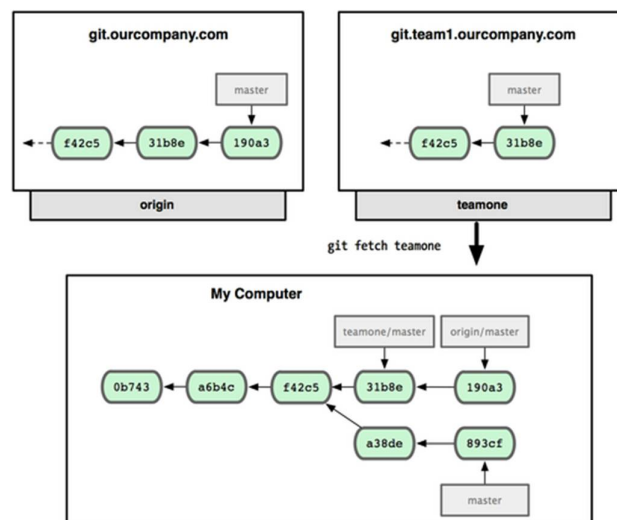 git.ourcompany.com
master
f42c5 31b8e 190a3
origin
git.team1.ourcompany.com
master
f42c5 31b8e
teamone
git fetch teamone
My Computer
teamone/master origin/master
0b743 a6b4c f42c5 31b8e 190a3
a38de 893cf
master